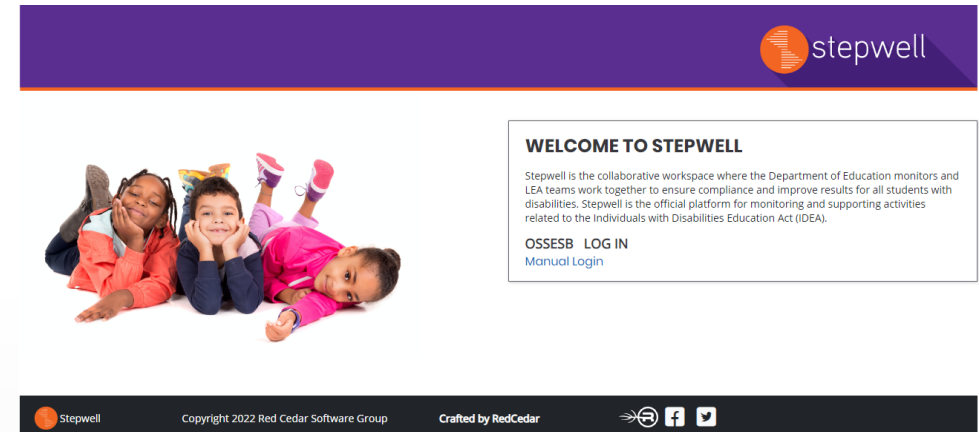 stepwell
WELCOME TO STEPWELL
Stepwell is the collaborative workspace where the Department of Education monitors and
LEA teams work together to ensure compliance and improve results for all students with
disabilities. Stepwell is the official platform for monitoring and supporting activities
related to the Individuals with Disabilities Education Act (IDEA).
OSSESB LOG IN
Manual Login
Stepwell Copyright 2022 Red Cedar Software Group Crafted by RedCedar